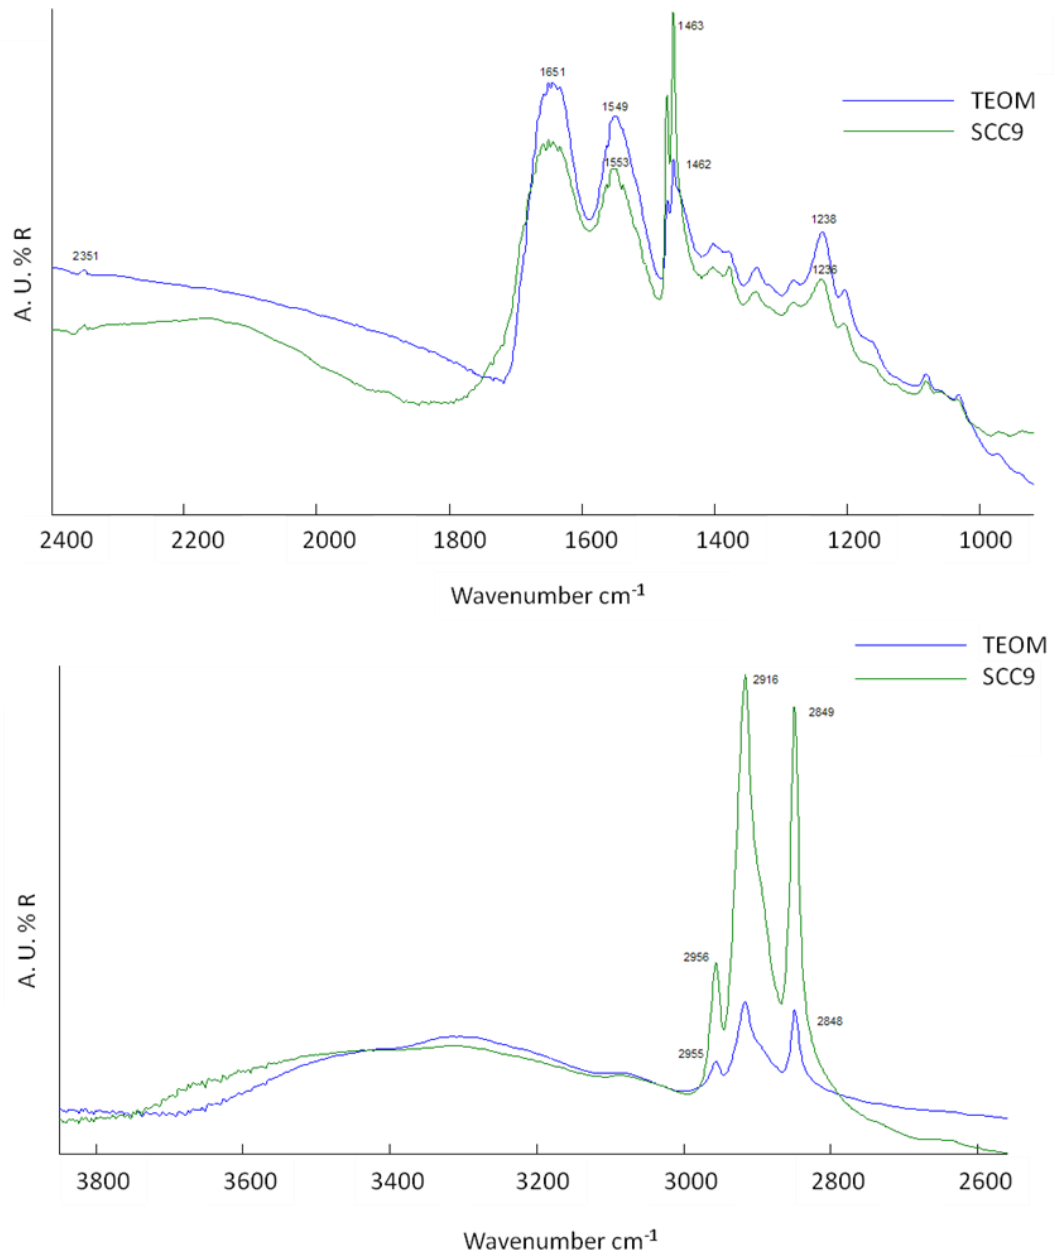 1463
1651
TEOM
1549
SCC9
1553
1462
1238
2351
1236
A. U. % R
2400 2200 2000 1800 1600 1400 1200 1000
Wavenumber cm-1
TEOM
SCC9
2916
2849
2956
2848
2955
A. U. % R
3800 3600 3400 3200 3000 2800 2600
Wavenumber cm-1